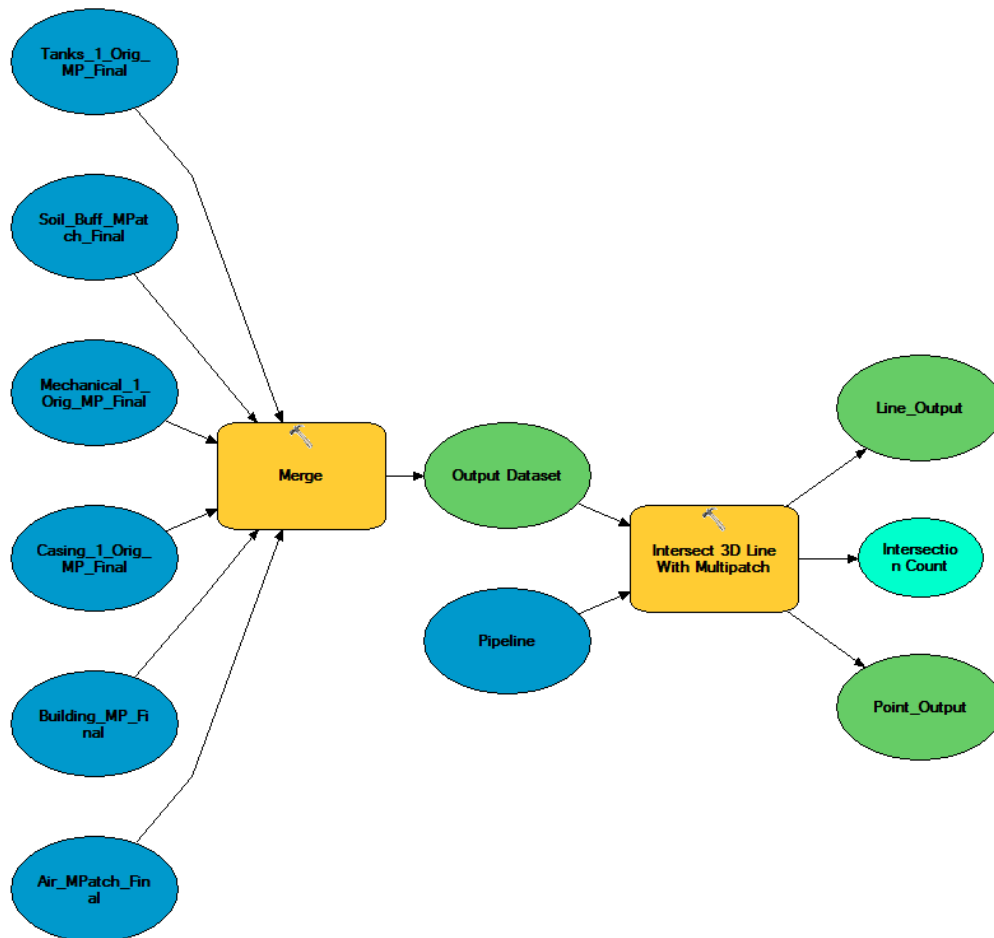 Tanks_1_Orig_
MP_Final
Soil_Buff_MPat
ch_Final
Mechanical_1_
Orig_MP_Final
Casing_1_Orig_
MP_Final
Building_MP_Fi
nal
Air_MPatch_Fin
al
Merge
Output Dataset
Pipeline
Intersect 3D Line
With Multipatch
Line_Output
Intersectio
n Count
Point_Output